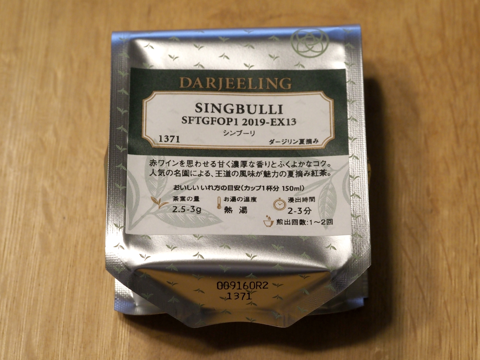 DARJEELING
SINGBULLI
SFTGFOP1 2019-EX13
シンブーリ
1371 ダージリン夏摘み
赤ワインを思わせる甘く濃厚な香りとふくよかなコク。
人気の名園による、王道の風味が魅力の夏摘み紅茶。
おいしいいれ方の目安(カップ1杯分 150ml)
茶葉の量 お湯の温度 浸出時間
2.5-3g 熱湯 2-3分
煎出回数:1〜2回
DB9160R2
1371